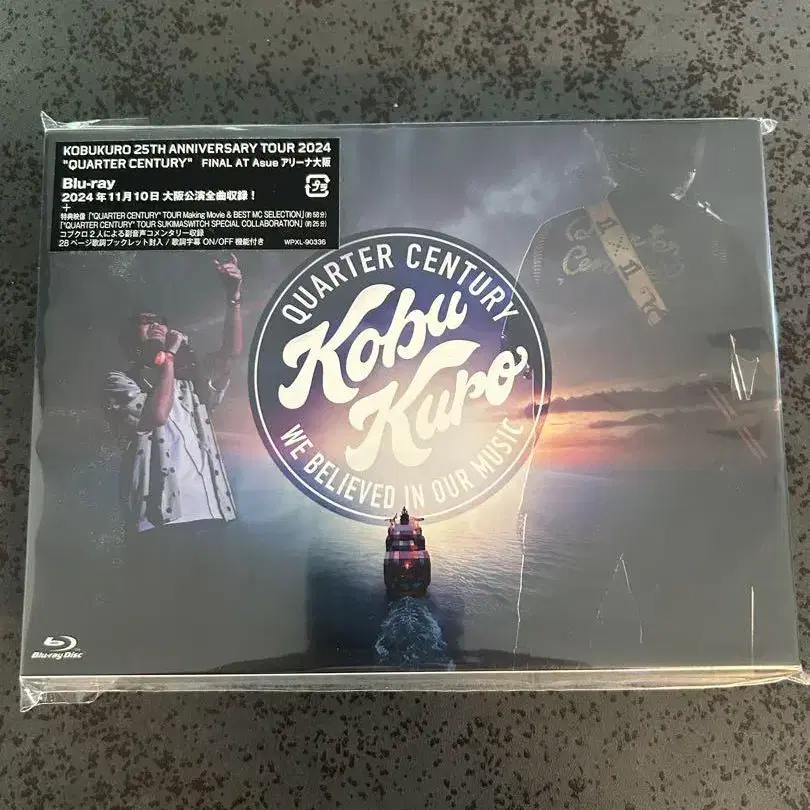 KOBUKURO 25TH ANNIVERSARY TOUR 2024
"QUARTER CENTURY" FINAL AT Asue アリーナ大阪
Blu-ray
2024年11月10日 大阪公演全曲収録！
+
特典映像「"QUARTER CENTURY" TOUR Making Movie & BEST MC SELECTION」(約58分)
「"QUARTER CENTURY" TOUR SUKIMASWITCH SPECIAL COLLABORATION」(約25分)
コブクロ2人による副音声コメンタリー収録
28ページ歌詞ブックレット封入 / 歌詞字幕 ON/OFF 機能付き
WPXL-90336
プラ
QUARTER CENTURY
Kobu
Kuro
WE BELIEVED IN OUR MUSIC
Quarter
Century
Blu-ray Disc